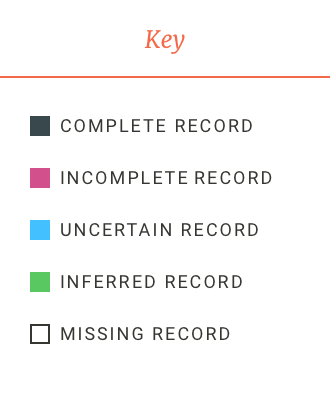 Key
COMPLETE RECORD
INCOMPLETE RECORD
UNCERTAIN RECORD
INFERRED RECORD
MISSING RECORD